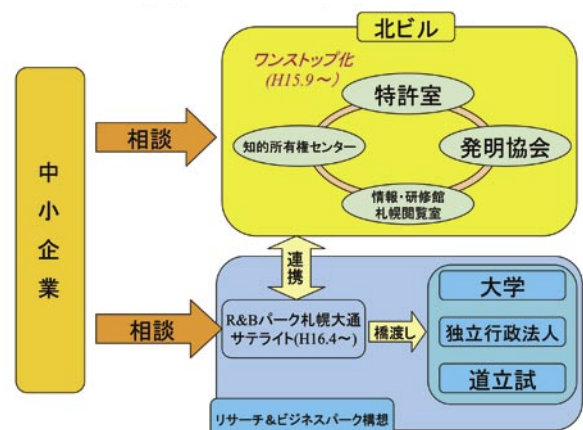 北ビル
ワンストップ化
(H15.9～)
特許室
知的所有権センター
発明協会
情報・研修館
札幌閲覧室
中小企業
相談
連携
相談
R&Bパーク札幌大通
サテライト(H16.4～)
橋渡し
大学
独立行政法人
道立試
リサーチ&ビジネスパーク構想